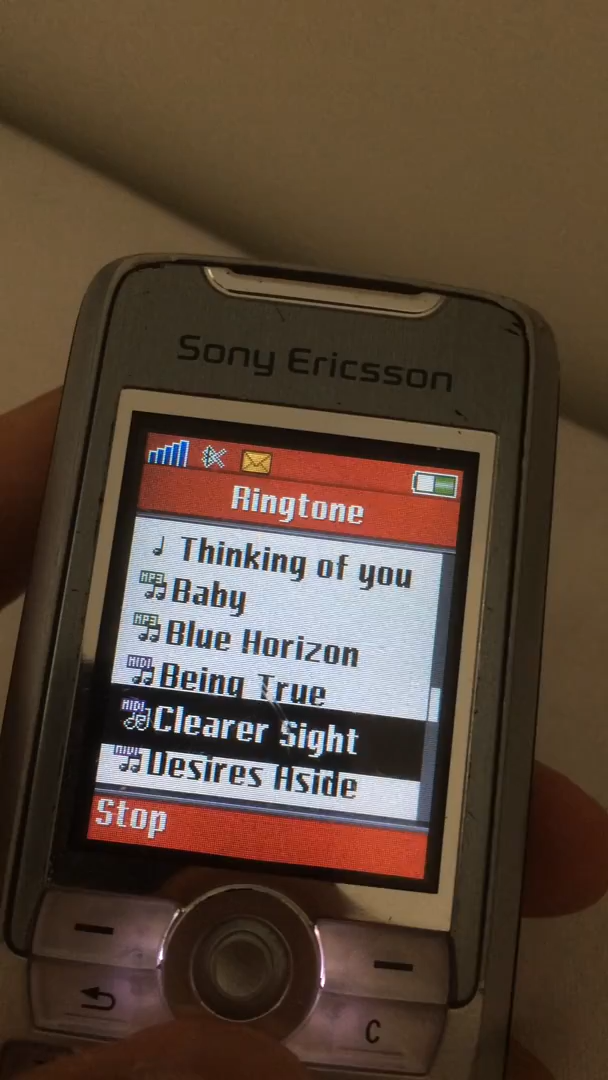 Sony Ericsson
Ringtone
Thinking of you
MP3 Baby
MP3 Blue Horizon
MIDI Being True
MIDI Clearer Sight
MIDI Desires Aside
Stop
C